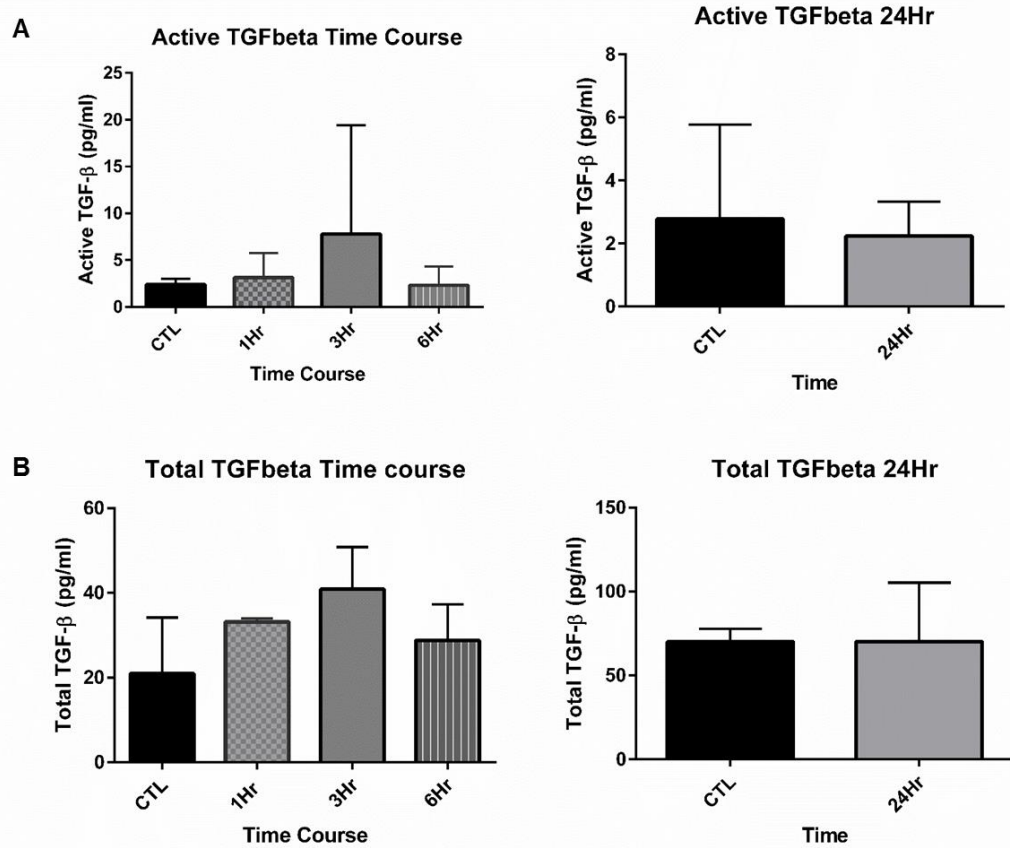 A
Active TGFbeta Time Course
Active TGF-β (pg/ml)
25
20
15
10
5
0
CTL
1Hr
3Hr
6Hr
Time Course
Active TGFbeta 24Hr
Active TGF-β (pg/ml)
8
6
4
2
0
CTL
24Hr
Time
B
Total TGFbeta Time course
Total TGF-β (pg/ml)
60
40
20
0
CTL
1Hr
3Hr
6Hr
Time Course
Total TGFbeta 24Hr
Total TGF-β (pg/ml)
150
100
50
0
CTL
24Hr
Time